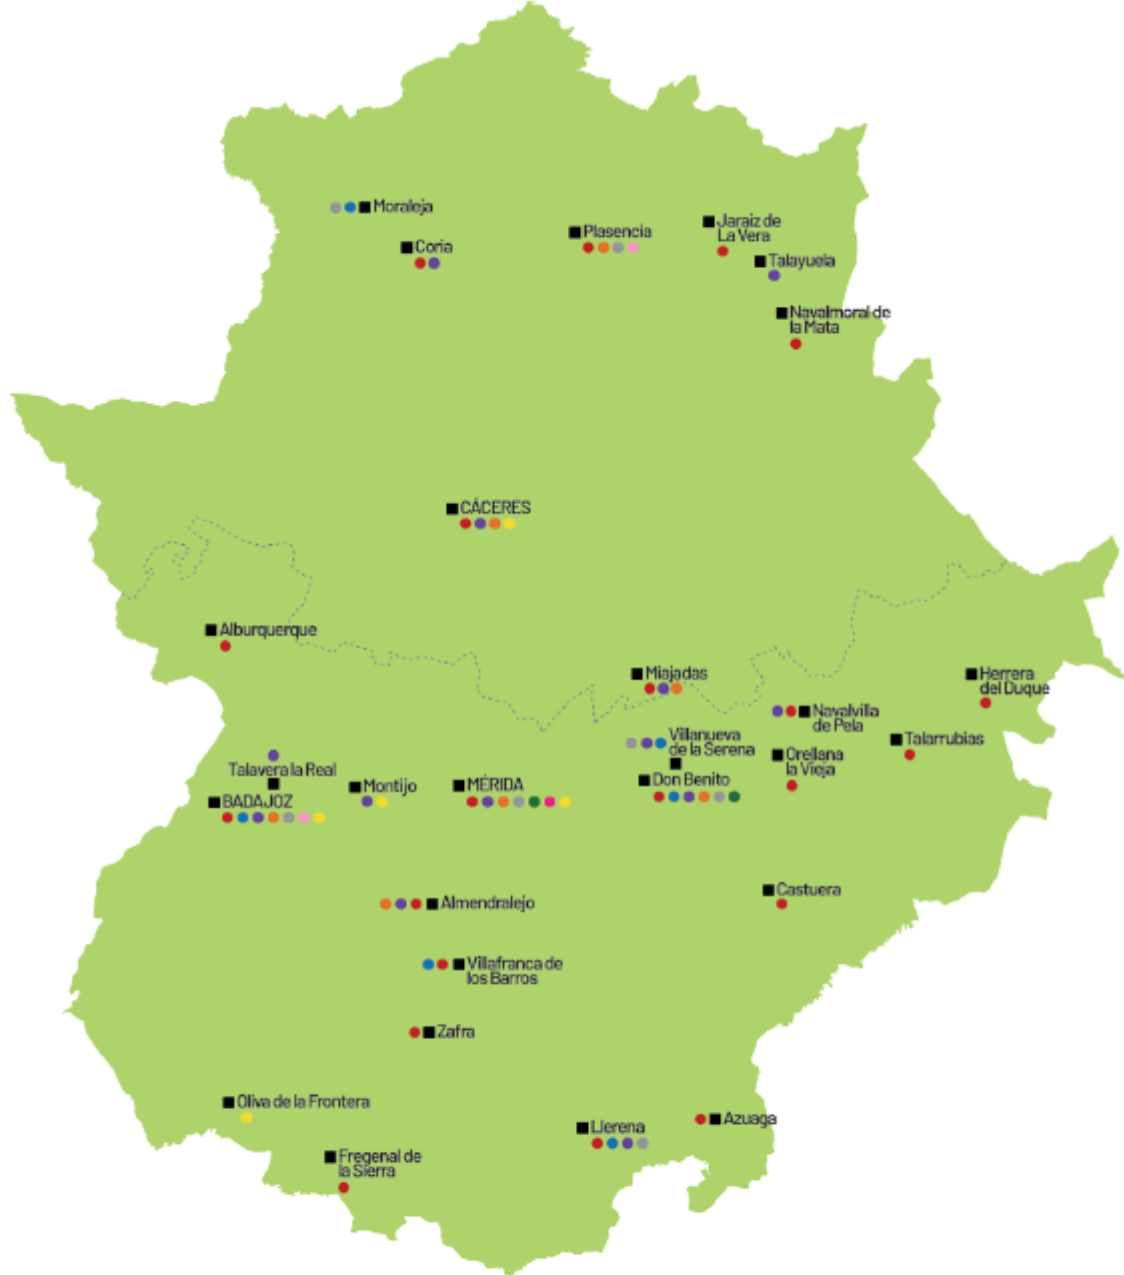 Moraleja
Coria
Plasencia
Jaraiz de
La Vera
Talayuela
Navalmoral de
la Mata
CÁCERES
Alburquerque
Miajadas
Herrera
del Duque
Navalvilla
de Pela
Villanueva
de la Serena
Talarrubias
Orellana
la Vieja
Talavera la Real
Don Benito
Montijo
MÉRIDA
BADAJOZ
Castuera
Almendralejo
Villafranca de
los Barros
Zafra
Oliva de la Frontera
Azuaga
Llerena
Fregenal de
la Sierra